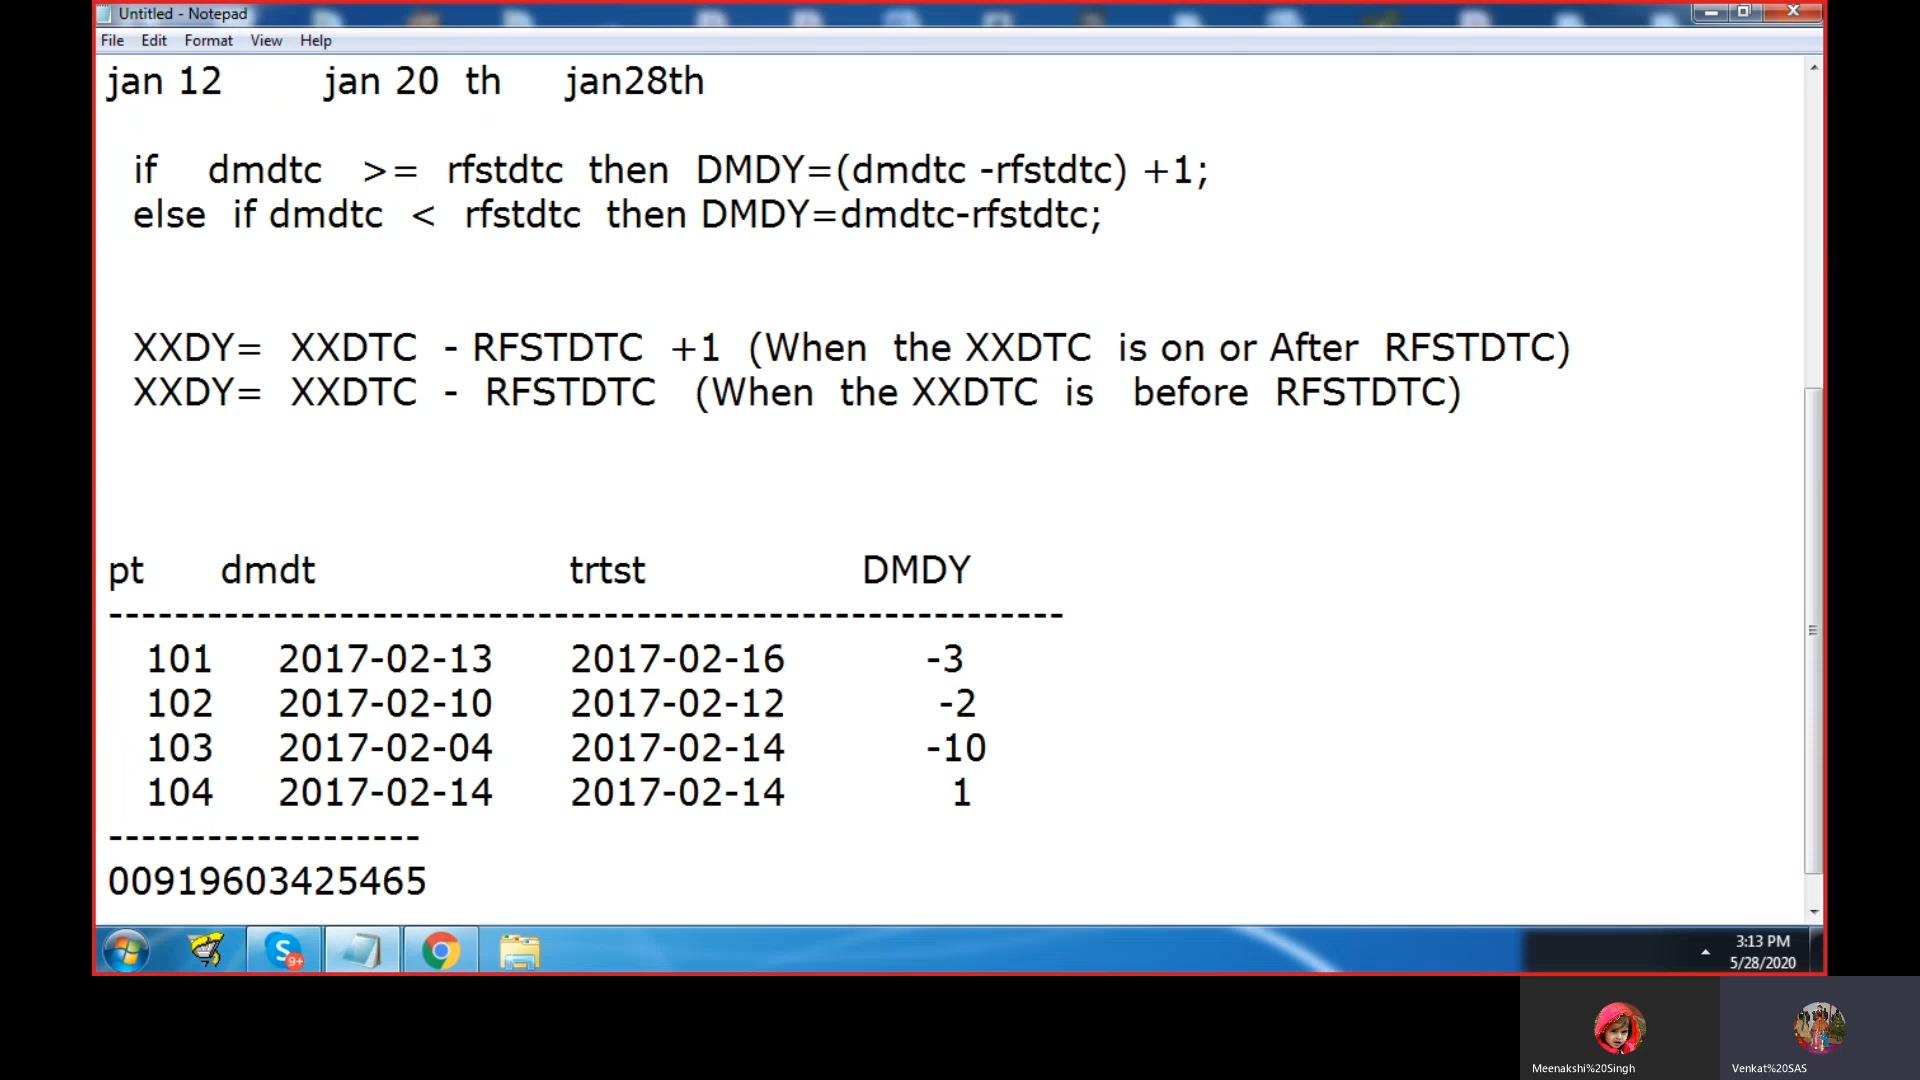 Untitled - Notepad
File Edit Format View Help
jan 12 jan 20 th jan28th
if dmdtc >= rfstdtc then DMDY=(dmdtc -rfstdtc) +1;
else if dmdtc < rfstdtc then DMDY=dmdtc-rfstdtc;
XXDY= XXDTC - RFSTDTC +1 (When the XXDTC is on or After RFSTDTC)
XXDY= XXDTC - RFSTDTC (When the XXDTC is before RFSTDTC)
pt dmdt trtst DMDY
----------------------------------------------------------
101 2017-02-13 2017-02-16 -3
102 2017-02-10 2017-02-12 -2
103 2017-02-04 2017-02-14 -10
104 2017-02-14 2017-02-14 1
-------------------
00919603425465
S 9+
3:13 PM
5/28/2020
Meenakshi%20Singh Venkat%20SAS